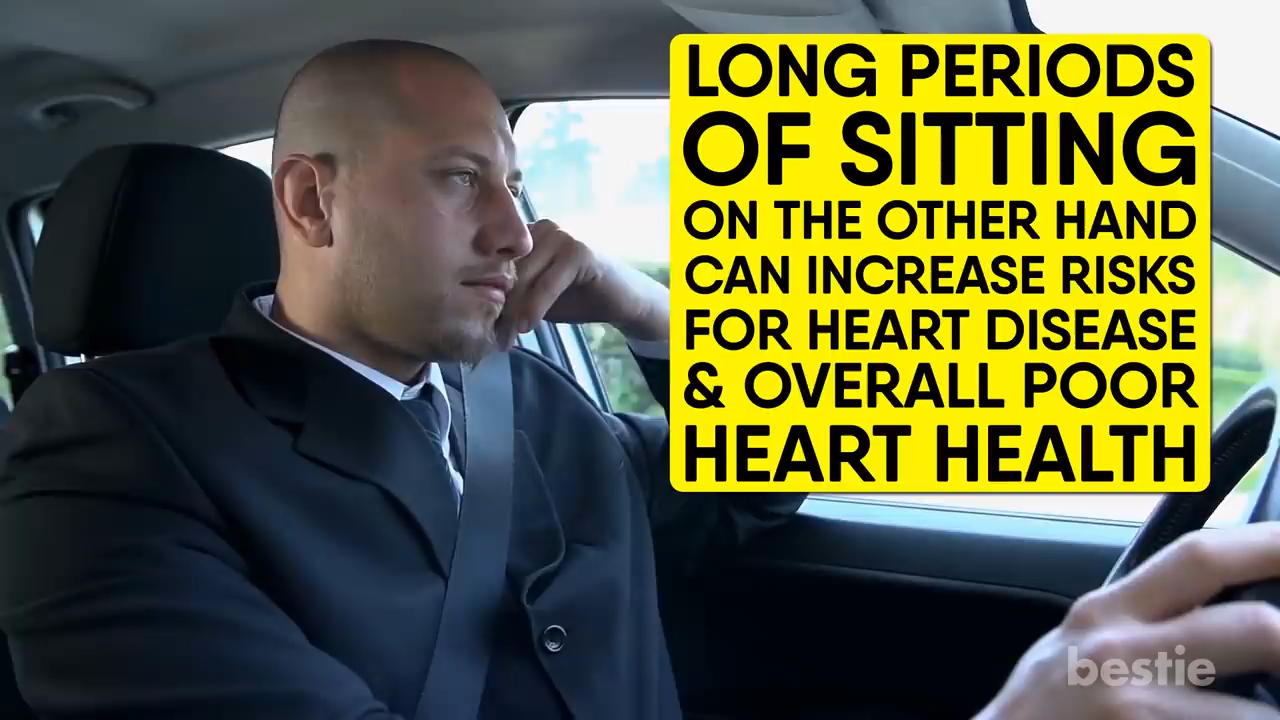 LONG PERIODS
OF SITTING
ON THE OTHER HAND
CAN INCREASE RISKS
FOR HEART DISEASE
& OVERALL POOR
HEART HEALTH
bestie